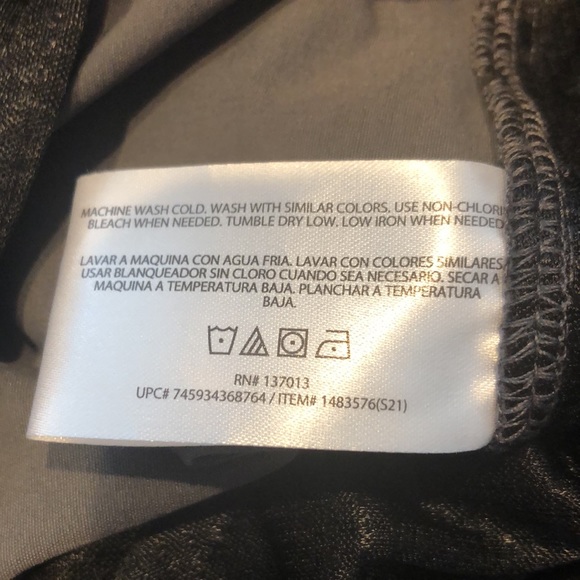 MACHINE WASH COLD. WASH WITH SIMILAR COLORS. USE NON-CHLORI
BLEACH WHEN NEEDED. TUMBLE DRY LOW. LOW IRON WHEN NEEDED
LAVAR A MAQUINA CON AGUA FRIA. LAVAR CON COLORES SIMILARES
USAR BLANQUEADOR SIN CLORO CUANDO SEA NECESARIO. SECAR A
MAQUINA A TEMPERATURA BAJA. PLANCHAR A TEMPERATURA
BAJA.
RN# 137013
UPC# 745934368764 / ITEM# 1483576(S21)